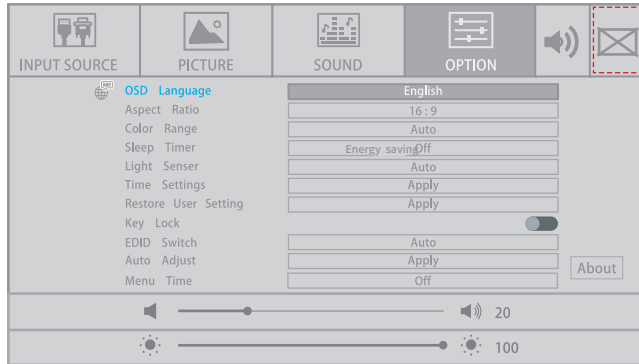 INPUT SOURCE PICTURE SOUND OPTION
OSD Language English
Aspect Ratio 16 : 9
Color Range Auto
Sleep Timer Energy saving Off
Light Senser Auto
Time Settings Apply
Restore User Setting Apply
Key Lock
EDID Switch Auto
Auto Adjust Apply
About
Menu Time Off
20
100